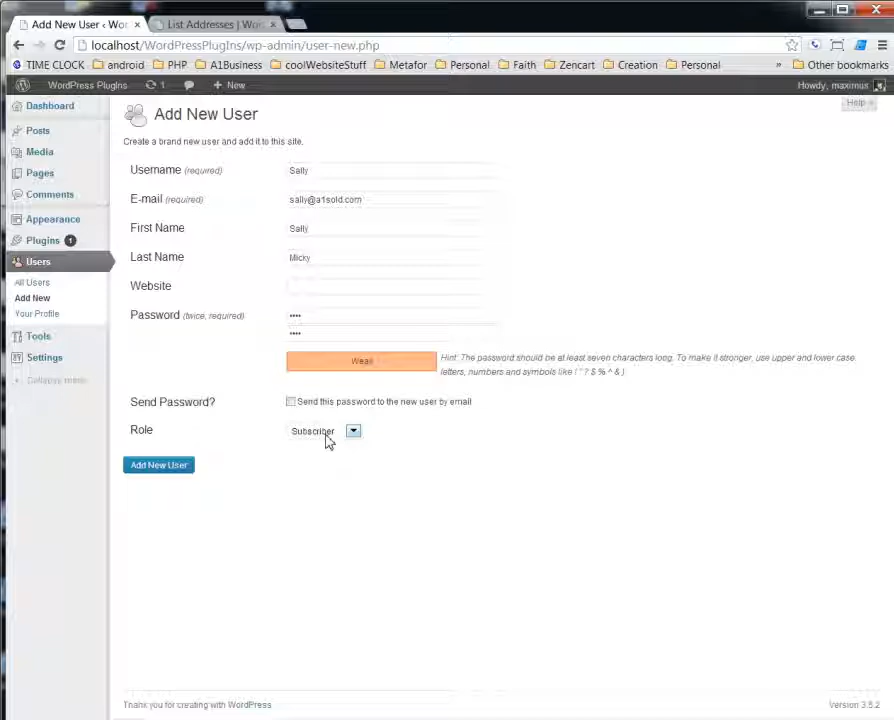 Add New User ‹ Wor
List Addresses | Wor
localhost/WordPressPlugIns/wp-admin/user-new.php
TIME CLOCK android PHP A1Business coolWebsiteStuff Metafor Personal Faith Zencart Creation Personal » Other bookmarks
WordPress PlugIns 1 + New Howdy, maximus
Help
Dashboard
Posts
Media
Pages
Comments
Appearance
Plugins 1
Users
All Users
Add New
Your Profile
Tools
Settings
Collapse menu
Add New User
Create a brand new user and add it to this site.
Username (required) Sally
E-mail (required) sally@a1sold.com
First Name Sally
Last Name Micky
Website
Password (twice, required) ••••
••••
Weak
Hint: The password should be at least seven characters long. To make it stronger, use upper and lower case
letters, numbers and symbols like ! " ? $ % ^ & ).
Send Password? Send this password to the new user by email
Role Subscriber
Add New User
Thank you for creating with WordPress Version 3.5.2